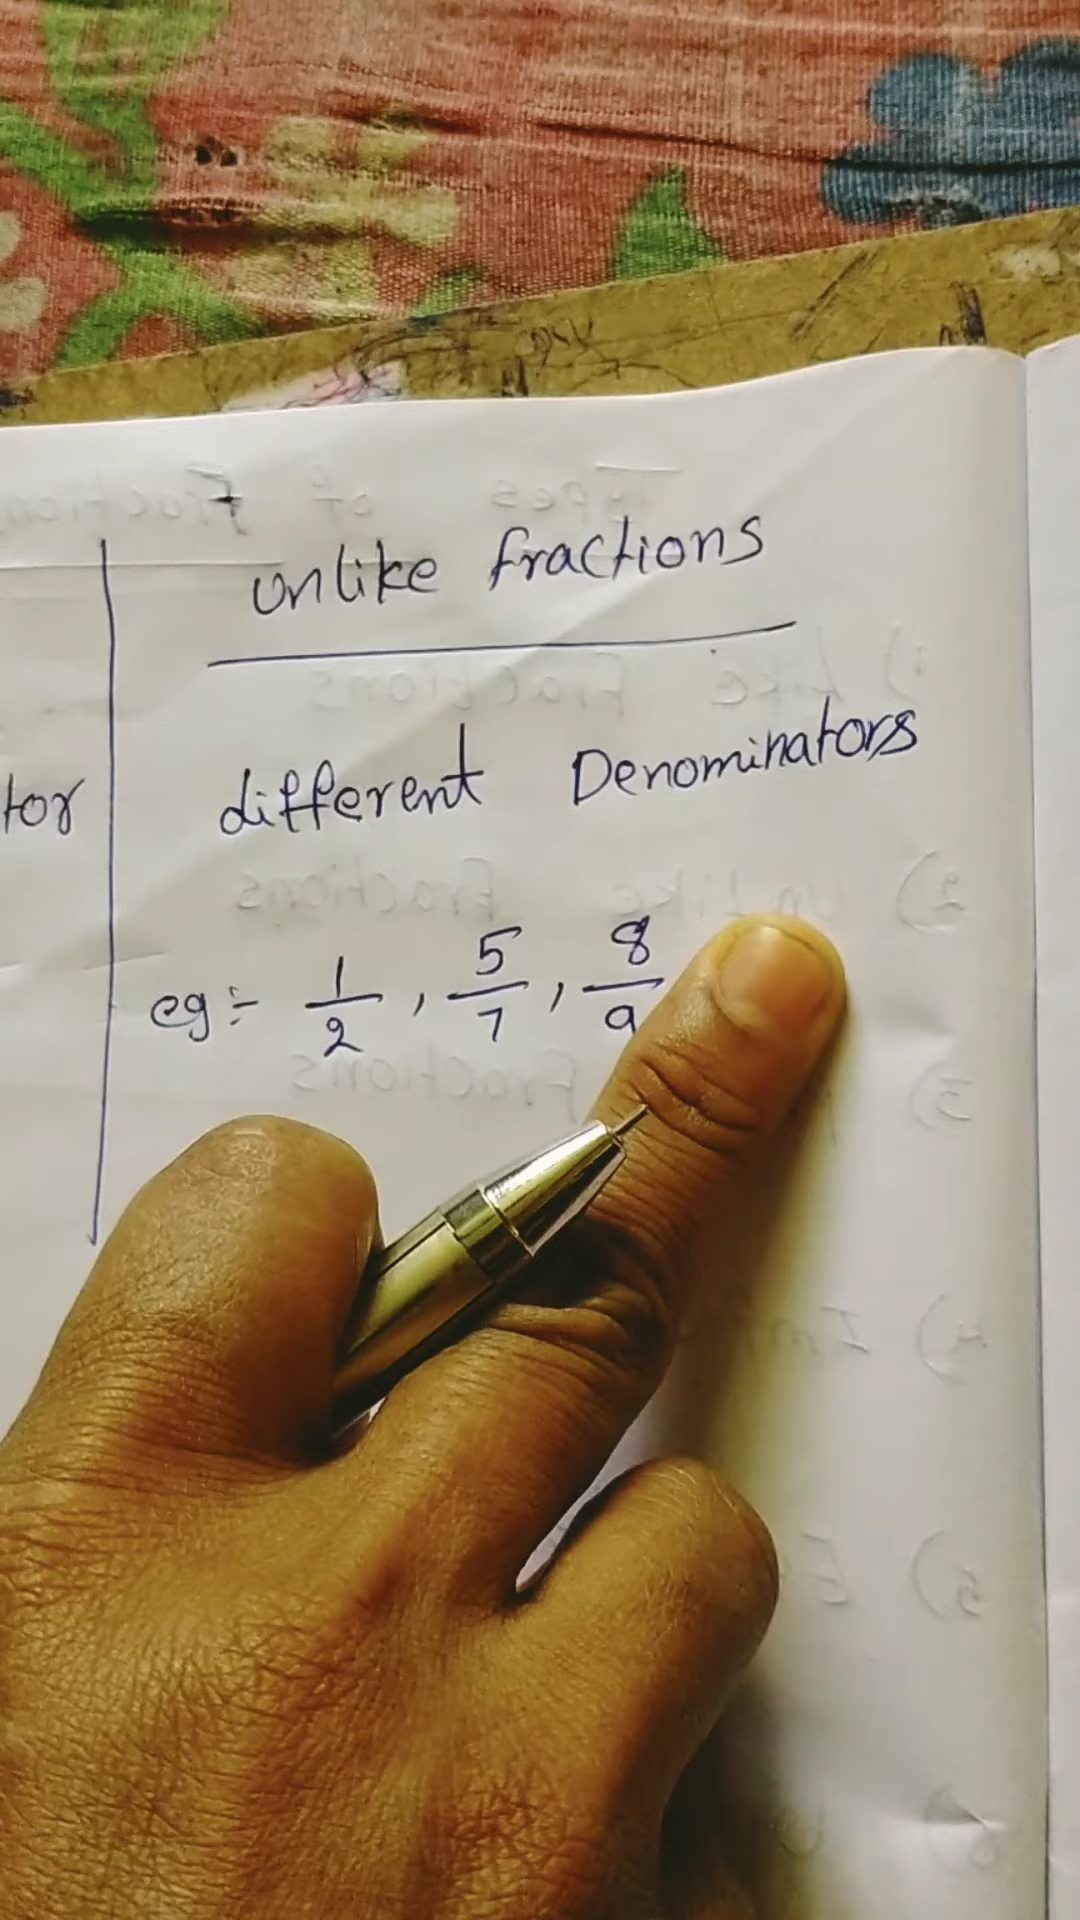 unlike fractions
different Denominators
tor
eg:- 1/2, 5/7, 8/9